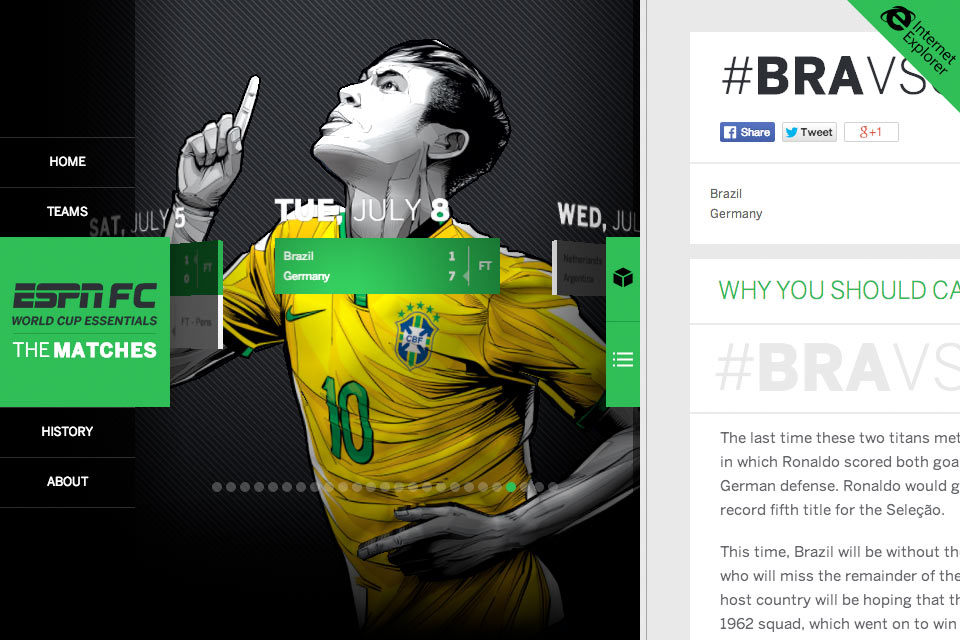 HOME
TEAMS
ESPN FC
WORLD CUP ESSENTIALS
THE MATCHES
HISTORY
ABOUT
SAT, JULY 5
1
0
FT
FT - Pens
TUE, JULY 8
Brazil 1
Germany 7
FT
WED, JUL
Netherlands
Argentina
CBF
10
Internet
Explorer
#BRAVS
Share Tweet g+1
Brazil
Germany
WHY YOU SHOULD CA
#BRAVS
The last time these two titans met
in which Ronaldo scored both goa
German defense. Ronaldo would g
record fifth title for the Seleção.
This time, Brazil will be without th
who will miss the remainder of the
host country will be hoping that th
1962 squad, which went on to win